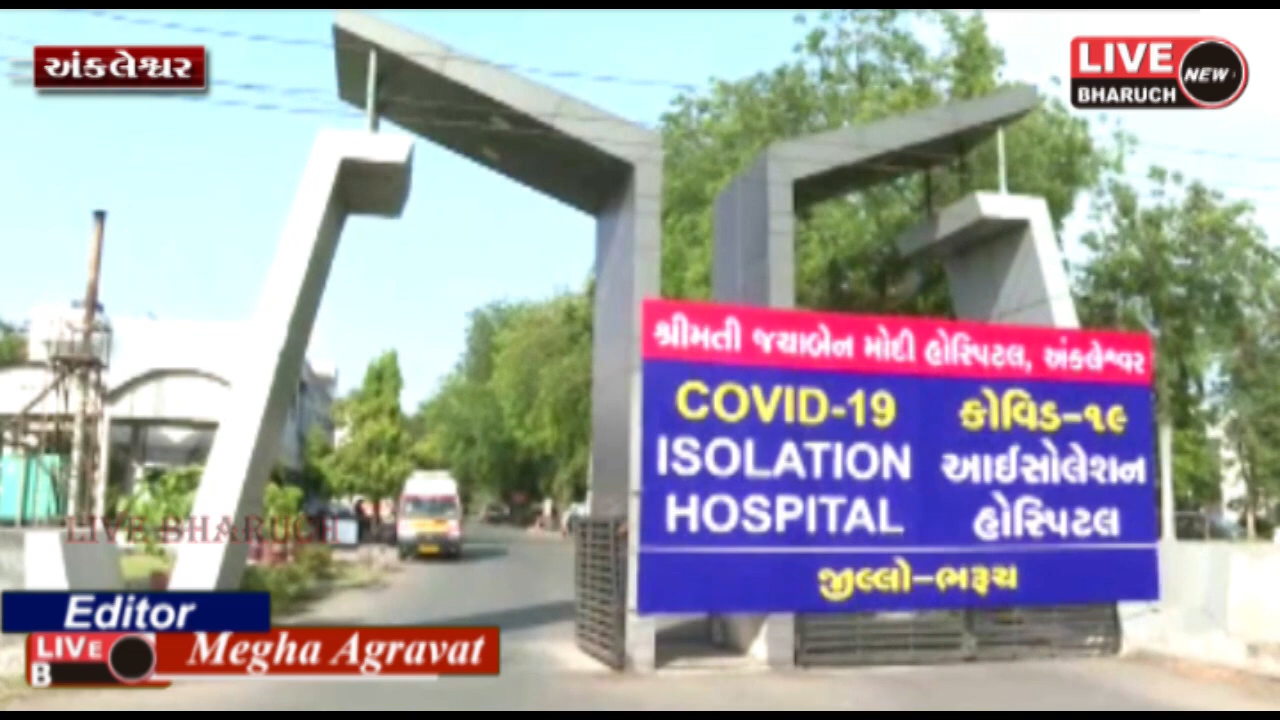 અંકલેશ્વર
LIVE
BHARUCH
NEW
શ્રીમતી જયાબેન મોદી હોસ્પિટલ, અંકલેશ્વર
COVID-19
ISOLATION
HOSPITAL
કોવિડ-૧૯
આઈસોલેશન
હોસ્પિટલ
જીલ્લો-ભરૂચ
LIVE BHARUCH
Editor
LIVE
B
Megha Agravat